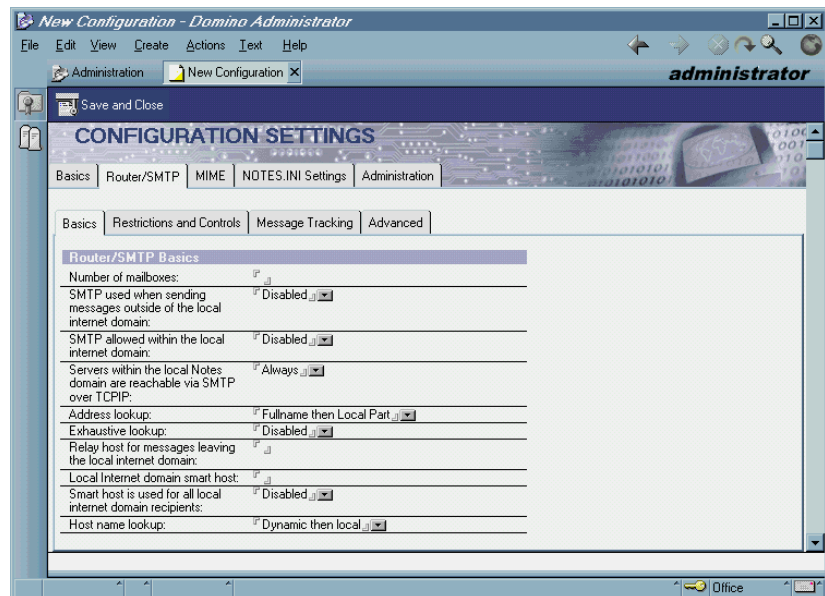 New Configuration - Domino Administrator
File Edit View Create Actions Text Help
Administration New Configuration
administrator
Save and Close
CONFIGURATION SETTINGS
Basics Router/SMTP MIME NOTES.INI Settings Administration
Basics Restrictions and Controls Message Tracking Advanced
Router/SMTP Basics
Number of mailboxes:
SMTP used when sending Disabled
messages outside of the local
internet domain:
SMTP allowed within the local Disabled
internet domain:
Servers within the local Notes Always
domain are reachable via SMTP
over TCPIP:
Address lookup: Fullname then Local Part
Exhaustive lookup: Disabled
Relay host for messages leaving
the local internet domain:
Local Internet domain smart host:
Smart host is used for all local Disabled
internet domain recipients:
Host name lookup: Dynamic then local
Office